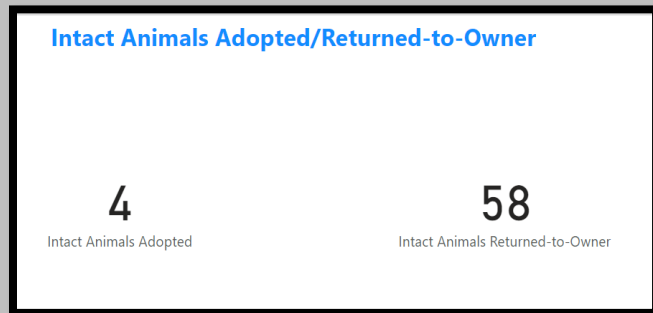 Intact Animals Adopted/Returned-to-Owner
4
58
Intact Animals Adopted
Intact Animals Returned-to-Owner